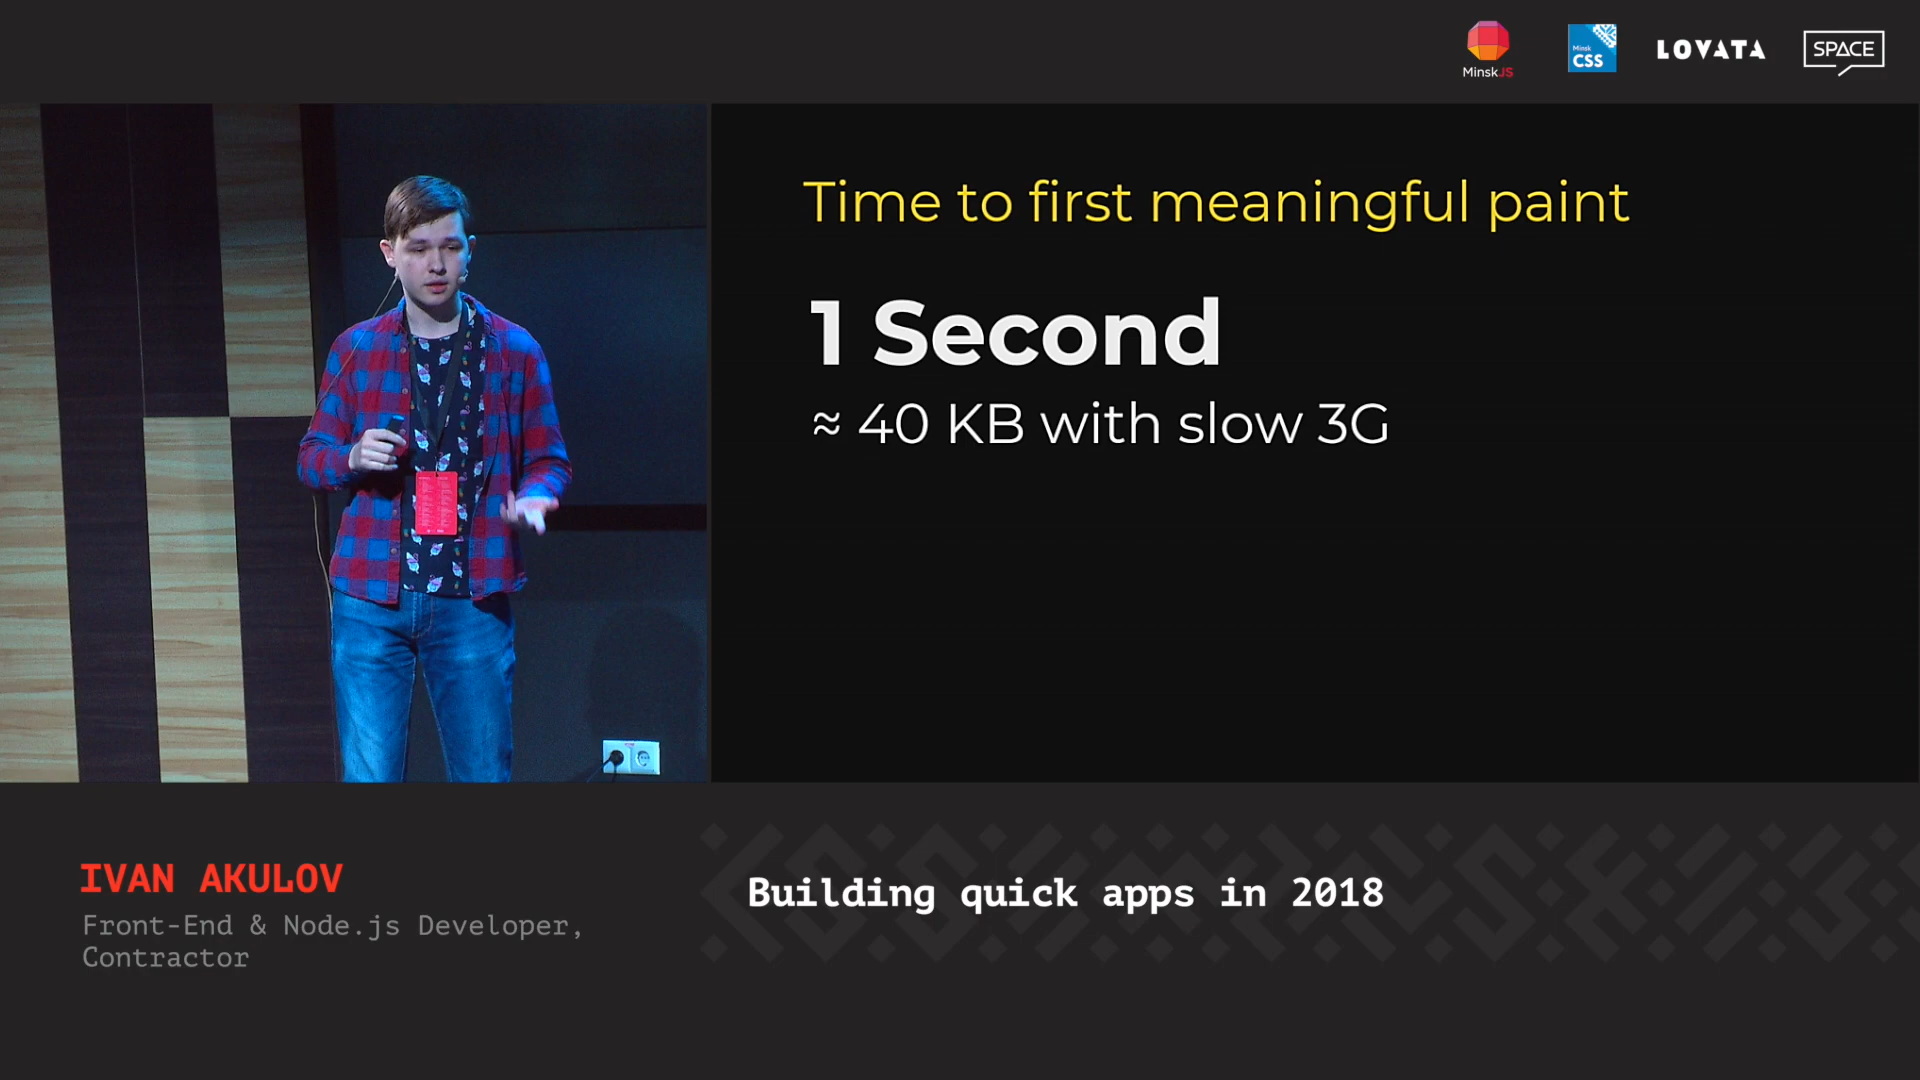 MinskJS
Minsk
CSS
LOVATA
SPACE
Time to first meaningful paint
1 Second
≈ 40 KB with slow 3G
IVAN AKULOV
Front-End & Node.js Developer,
Contractor
Building quick apps in 2018